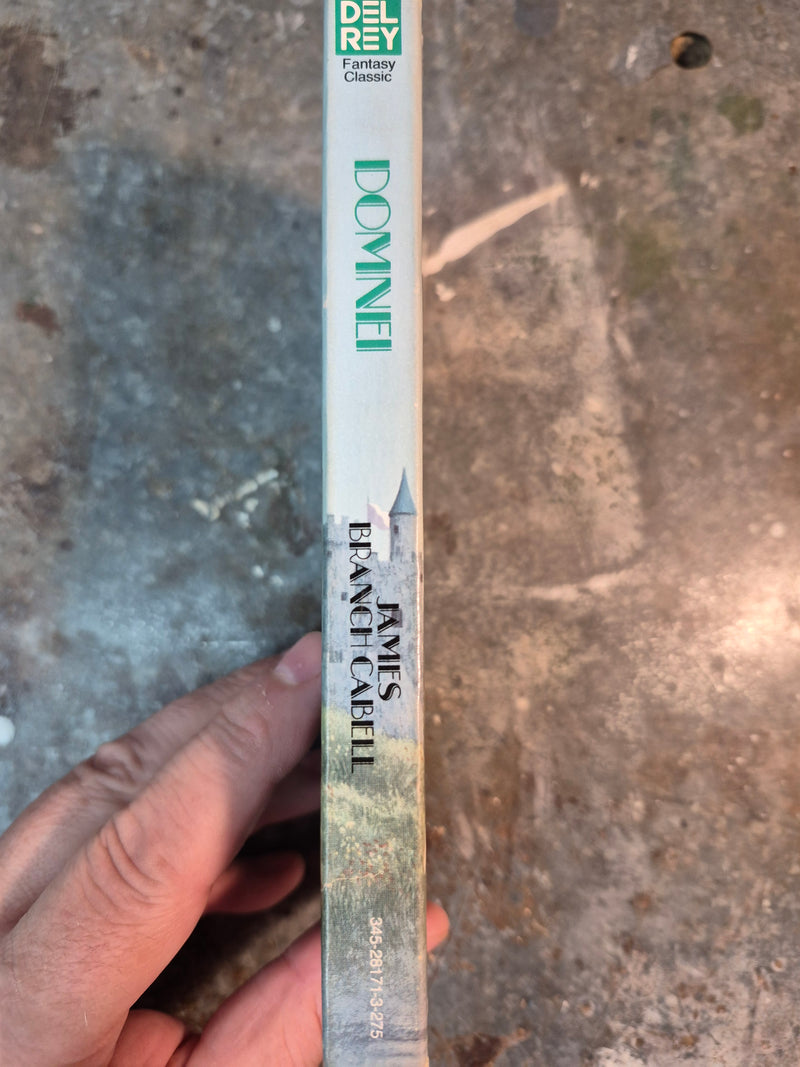 DEL
REY
Fantasy
Classic
DOMNEI
JAMES
BRANCH CABELL
345-28171-3-275